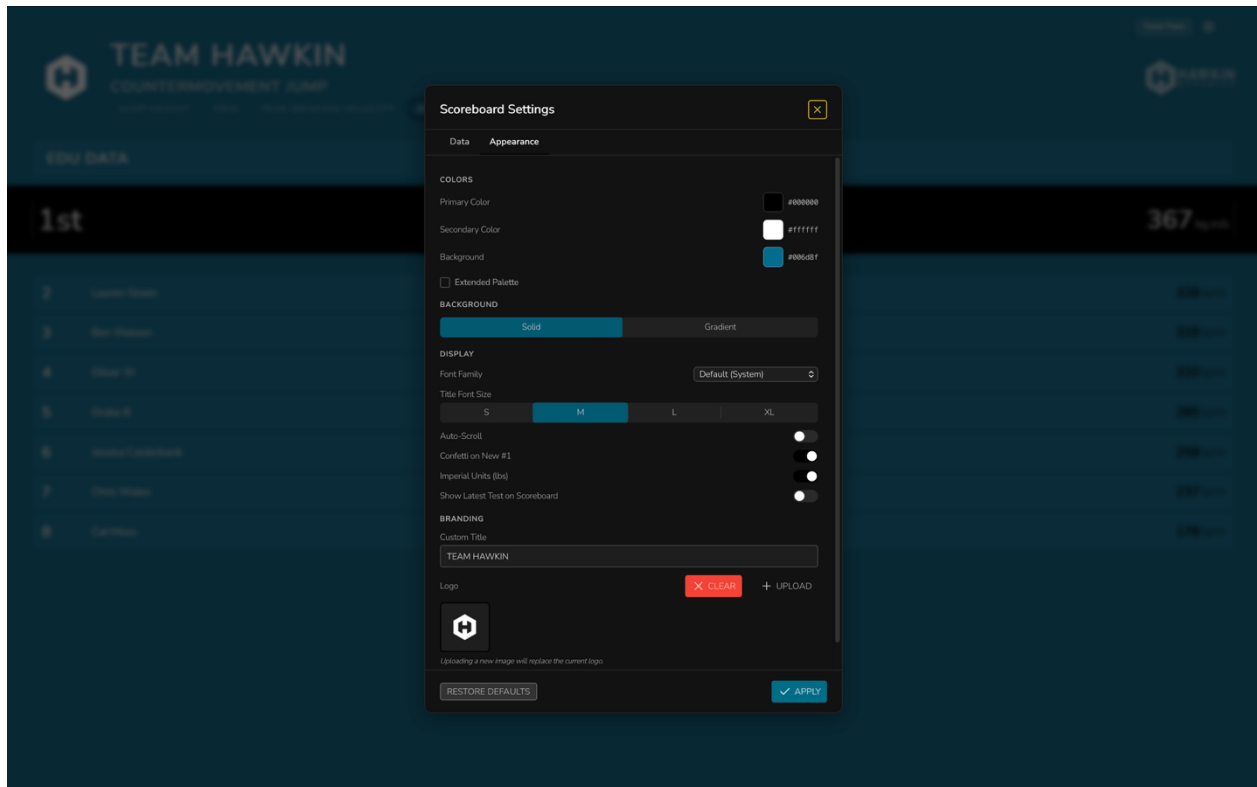 TEAM HAWKIN
COUNTERMOVEMENT JUMP
HAWKIN
Scoreboard Settings
Data Appearance
EDU DATA
COLORS
Primary Color #000000
1st
367
Secondary Color #ffffff
Background #006d8f
Extended Palette
BACKGROUND
Solid Gradient
2
3
4
5
6
7
8
DISPLAY
Font Family Default (System)
Title Font Size
S M L XL
Auto-Scroll
Confetti on New #1
Imperial Units (lbs)
Show Latest Test on Scoreboard
BRANDING
Custom Title
TEAM HAWKIN
Logo CLEAR UPLOAD
Uploading a new image will replace the current logo.
RESTORE DEFAULTS APPLY